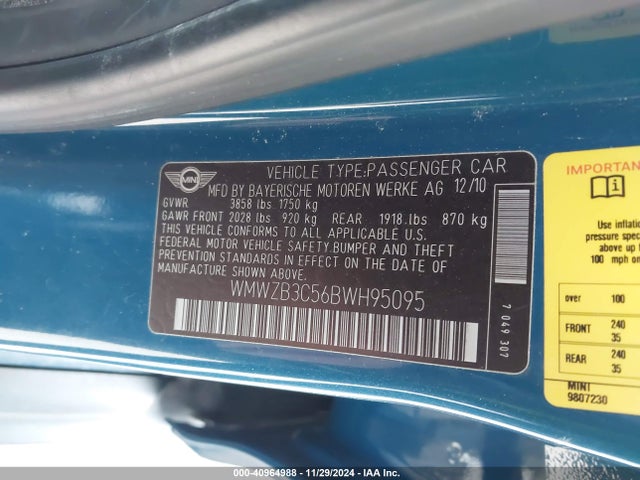 MINI
VEHICLE TYPE:PASSENGER CAR
MFD BY BAYERISCHE MOTOREN WERKE AG 12/10
GVWR 3858 lbs 1750 kg
GAWR FRONT 2028 lbs 920 kg REAR 1918.lbs 870 kg
THIS VEHICLE CONFORMS TO ALL APPLICABLE U.S.
FEDERAL MOTOR VEHICLE SAFETY,BUMPER AND THEFT
PREVENTION STANDARDS IN EFFECT ON THE DATE OF
MANUFACTURE SHOWN ABOVE.
WMWZB3C56BWH95095
7 049 307
IMPORTAN
Use inflation
pressure spec
above
100 mph on
over 100
FRONT 240
35
REAR 240
35
MINI
9807230
000-40964988 - 11/29/2024 - IAA Inc.